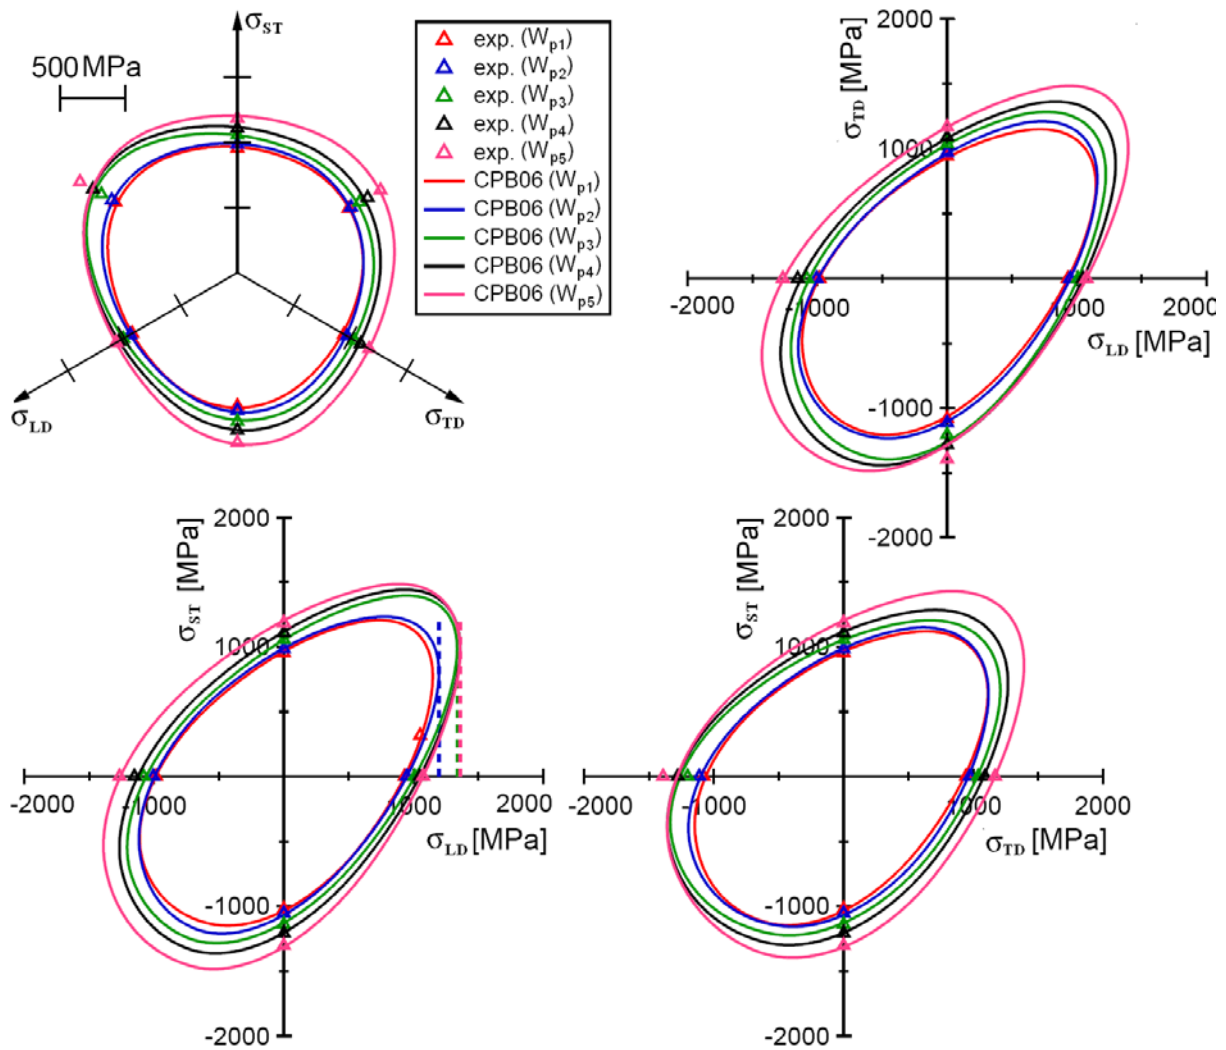 σST
500 MPa
σLD
σTD
exp. (Wp1)
exp. (Wp2)
exp. (Wp3)
exp. (Wp4)
exp. (Wp5)
CPB06 (Wp1)
CPB06 (Wp2)
CPB06 (Wp3)
CPB06 (Wp4)
CPB06 (Wp5)
2000
σTD [MPa]
1000
-2000
-1000
1000
2000
σLD [MPa]
-1000
-2000
2000
σST [MPa]
1000
-2000
-1000
1000
2000
σLD [MPa]
-1000
-2000
2000
σST [MPa]
1000
-2000
-1000
1000
2000
σTD [MPa]
-1000
-2000